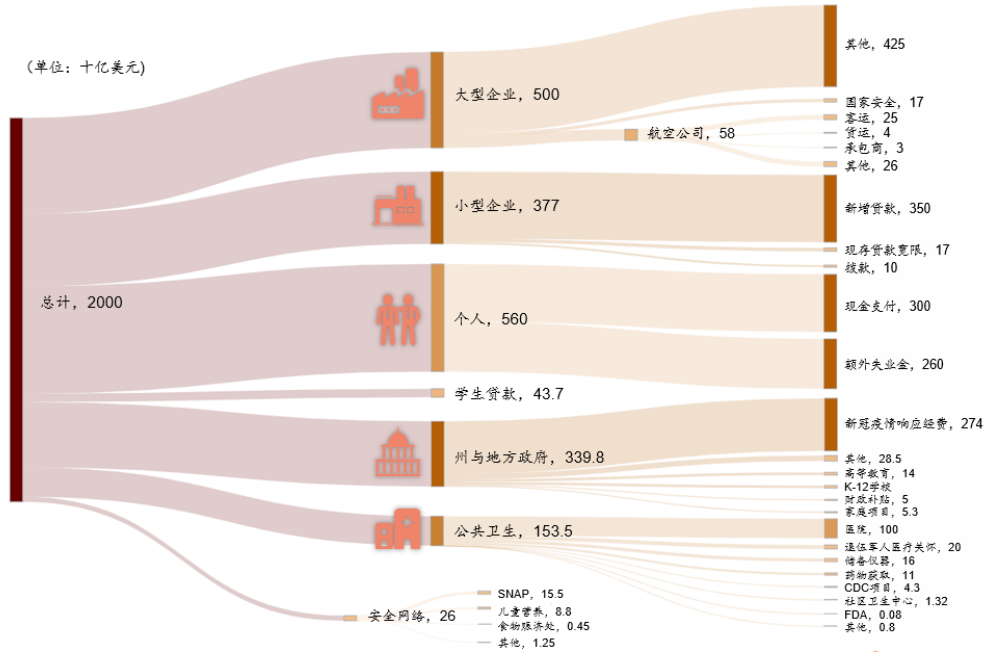 (单位：十亿美元)
总计，2000
大型企业，500
其他，425
国家安全，17
航空公司，58
客运，25
货运，4
承包商，3
其他，26
小型企业，377
新增贷款，350
现存贷款宽限，17
拨款，10
个人，560
现金支付，300
额外失业金，260
学生贷款，43.7
州与地方政府，339.8
新冠疫情响应经费，274
其他，28.5
高等教育，14
K-12学校
财政补贴，5
家庭项目，5.3
公共卫生，153.5
医院，100
退伍军人医疗关怀，20
储备仪器，16
药物获取，11
CDC项目，4.3
社区卫生中心，1.32
FDA，0.08
其他，0.8
安全网络，26
SNAP，15.5
儿童营养，8.8
食物赈济处，0.45
其他，1.25